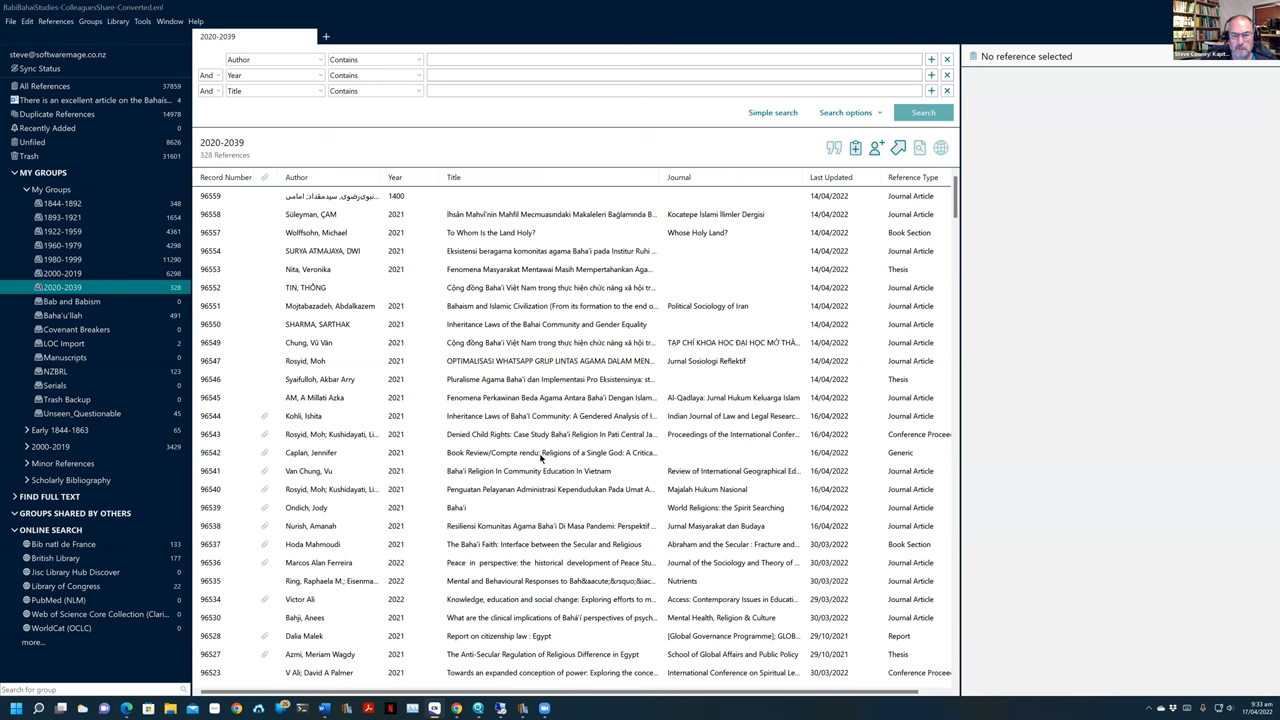 BabiBahaiStudies-ColleaguesShare-Converted.enl
File Edit References Groups Library Tools Window Help
steve@softwaremage.co.nz
Sync Status
All References 37859
There is an excellent article on the Bahais... 4
Duplicate References 14978
Recently Added 0
Unfiled 8626
Trash 31601
MY GROUPS
My Groups
1844-1892 348
1893-1921 1654
1922-1959 2231
1960-1979 4298
1980-1999 11290
2000-2019 6298
2020-2039 328
Bab and Babism 0
Baha'u'llah 491
Covenant Breakers 0
LOC Import 2
Manuscripts 0
NZBRL 123
Serials 0
Trash Backup 0
Unseen_Questionable 45
Early 1844-1863 65
2000-2019 3429
Minor References
Scholarly Bibliography
FIND FULL TEXT
GROUPS SHARED BY OTHERS
ONLINE SEARCH
Bib natl de France 133
British Library 177
Jisc Library Hub Discover 0
Library of Congress 22
PubMed (NLM) 0
Web of Science Core Collection (Clari... 0
WorldCat (OCLC) 0
more...
Search for group
2020-2039
Author Contains
And Year Contains
And Title Contains
Simple search Search options Search
2020-2039
328 References
Record Number Author Year Title Journal Last Updated Reference Type
96559 نبوی‌رضوی, سیدمقداد; امامی... 1400 14/04/2022 Journal Article
96558 Süleyman, ÇAM 2021 İhsân Mahvî'nin Mahfil Mecmuasındaki Makaleleri Bağlamında B... Kocatepe İslami İlimler Dergisi 14/04/2022 Journal Article
96557 Wolffsohn, Michael 2021 To Whom Is the Land Holy? Whose Holy Land? 14/04/2022 Book Section
96554 SURYA ATMAJAYA, DWI 2021 Eksistensi beragama komonitas agama Baha'i pada Institur Ruhi ... 14/04/2022 Journal Article
96553 Nita, Veronika 2021 Fenomena Masyarakat Mentawai Masih Mempertahankan Aga... 14/04/2022 Thesis
96552 TIN, THÔNG Cộng đồng Baha'i Việt Nam trong thực hiện chức năng xã hội tr... 14/04/2022 Journal Article
96551 Mojtabazadeh, Abdalkazem 2021 Bahaism and Islamic Civilization (From its formation to the end of... Political Sociology of Iran 14/04/2022 Journal Article
96550 SHARMA, SARTHAK 2021 Inheritance Laws of the Bahai Community and Gender Equality 14/04/2022 Journal Article
96549 Chung, Vũ Văn 2021 Cộng đồng Baha'i Việt Nam trong thực hiện chức năng xã hội tr... TẠP CHÍ KHOA HỌC ĐẠI HỌC MỞ THÀ... 14/04/2022 Journal Article
96547 Rosyid, Moh 2021 OPTIMALISASI WHATSAPP GRUP LINTAS AGAMA DALAM MEN... Jurnal Sosiologi Reflektif 14/04/2022 Journal Article
96546 Syaifulloh, Akbar Arry 2021 Pluralisme Agama Baha'i dan Implementasi Pro Eksistensinya: st... 14/04/2022 Thesis
96545 AM, A Millati Azka 2021 Fenomena Perkawinan Beda Agama Antara Baha'i Dengan Islam... Al-Qadlaya: Jurnal Hukum Keluarga Islam 14/04/2022 Journal Article
96544 Kohli, Ishita 2021 Inheritance Laws of Baha'I Community: A Gendered Analysis of I... Indian Journal of Law and Legal Researc... 16/04/2022 Journal Article
96543 Rosyid, Moh; Kushidayati, Li... 2021 Denied Child Rights: Case Study Baha'i Religion In Pati Central Ja... Proceedings of the International Confer... 16/04/2022 Conference Procee
96542 Caplan, Jennifer 2021 Book Review/Compte rendu: Religions of a Single God: A Critica... 16/04/2022 Generic
96541 Van Chung, Vu 2021 Baha'i Religion In Community Education In Vietnam Review of International Geographical Ed... 16/04/2022 Journal Article
96540 Rosyid, Moh; Kushidayati, Li... 2021 Penguatan Pelayanan Administrasi Kependudukan Pada Umat A... Majalah Hukum Nasional 16/04/2022 Journal Article
96539 Ondich, Jody 2021 Baha'i World Religions: the Spirit Searching 16/04/2022 Journal Article
96538 Nurish, Amanah 2021 Resiliensi Komunitas Agama Baha'i Di Masa Pandemi: Perspektif ... Jurnal Masyarakat dan Budaya 16/04/2022 Journal Article
96537 Hoda Mahmoudi 2021 The Baha'i Faith: Interface between the Secular and Religious Abraham and the Secular : Fracture and... 30/03/2022 Book Section
96536 Marcos Alan Ferreira 2022 Peace in perspective: the historical development of Peace Stu... Journal of the Sociology and Theory of ... 30/03/2022 Journal Article
96535 Ring, Raphaela M.; Eisenma... 2022 Mental and Behavioural Responses to Bah&aacute;&rsquo;&iac... Nutrients 30/03/2022 Journal Article
96534 Victor Ali 2022 Knowledge, education and social change: Exploring efforts to m... Access: Contemporary Issues in Educati... 29/03/2022 Journal Article
96530 Bahji, Anees 2021 What are the clinical implications of Bahá'í perspectives of psych... Mental Health, Religion & Culture 30/03/2022 Journal Article
96528 Dalia Malek 2021 Report on citizenship law : Egypt [Global Governance Programme]; GLOB... 29/10/2021 Report
96527 Azmi, Meriam Wagdy 2021 The Anti-Secular Regulation of Religious Difference in Egypt School of Global Affairs and Public Policy 29/10/2021 Thesis
96523 V Ali; David A Palmer 2021 Towards an expanded conception of power: Exploring the conce... International Conference on Spiritual Le... 30/03/2022 Conference Procee
No reference selected
Steve Cooney; Kapit...
EN
9:33 am
17/04/2022